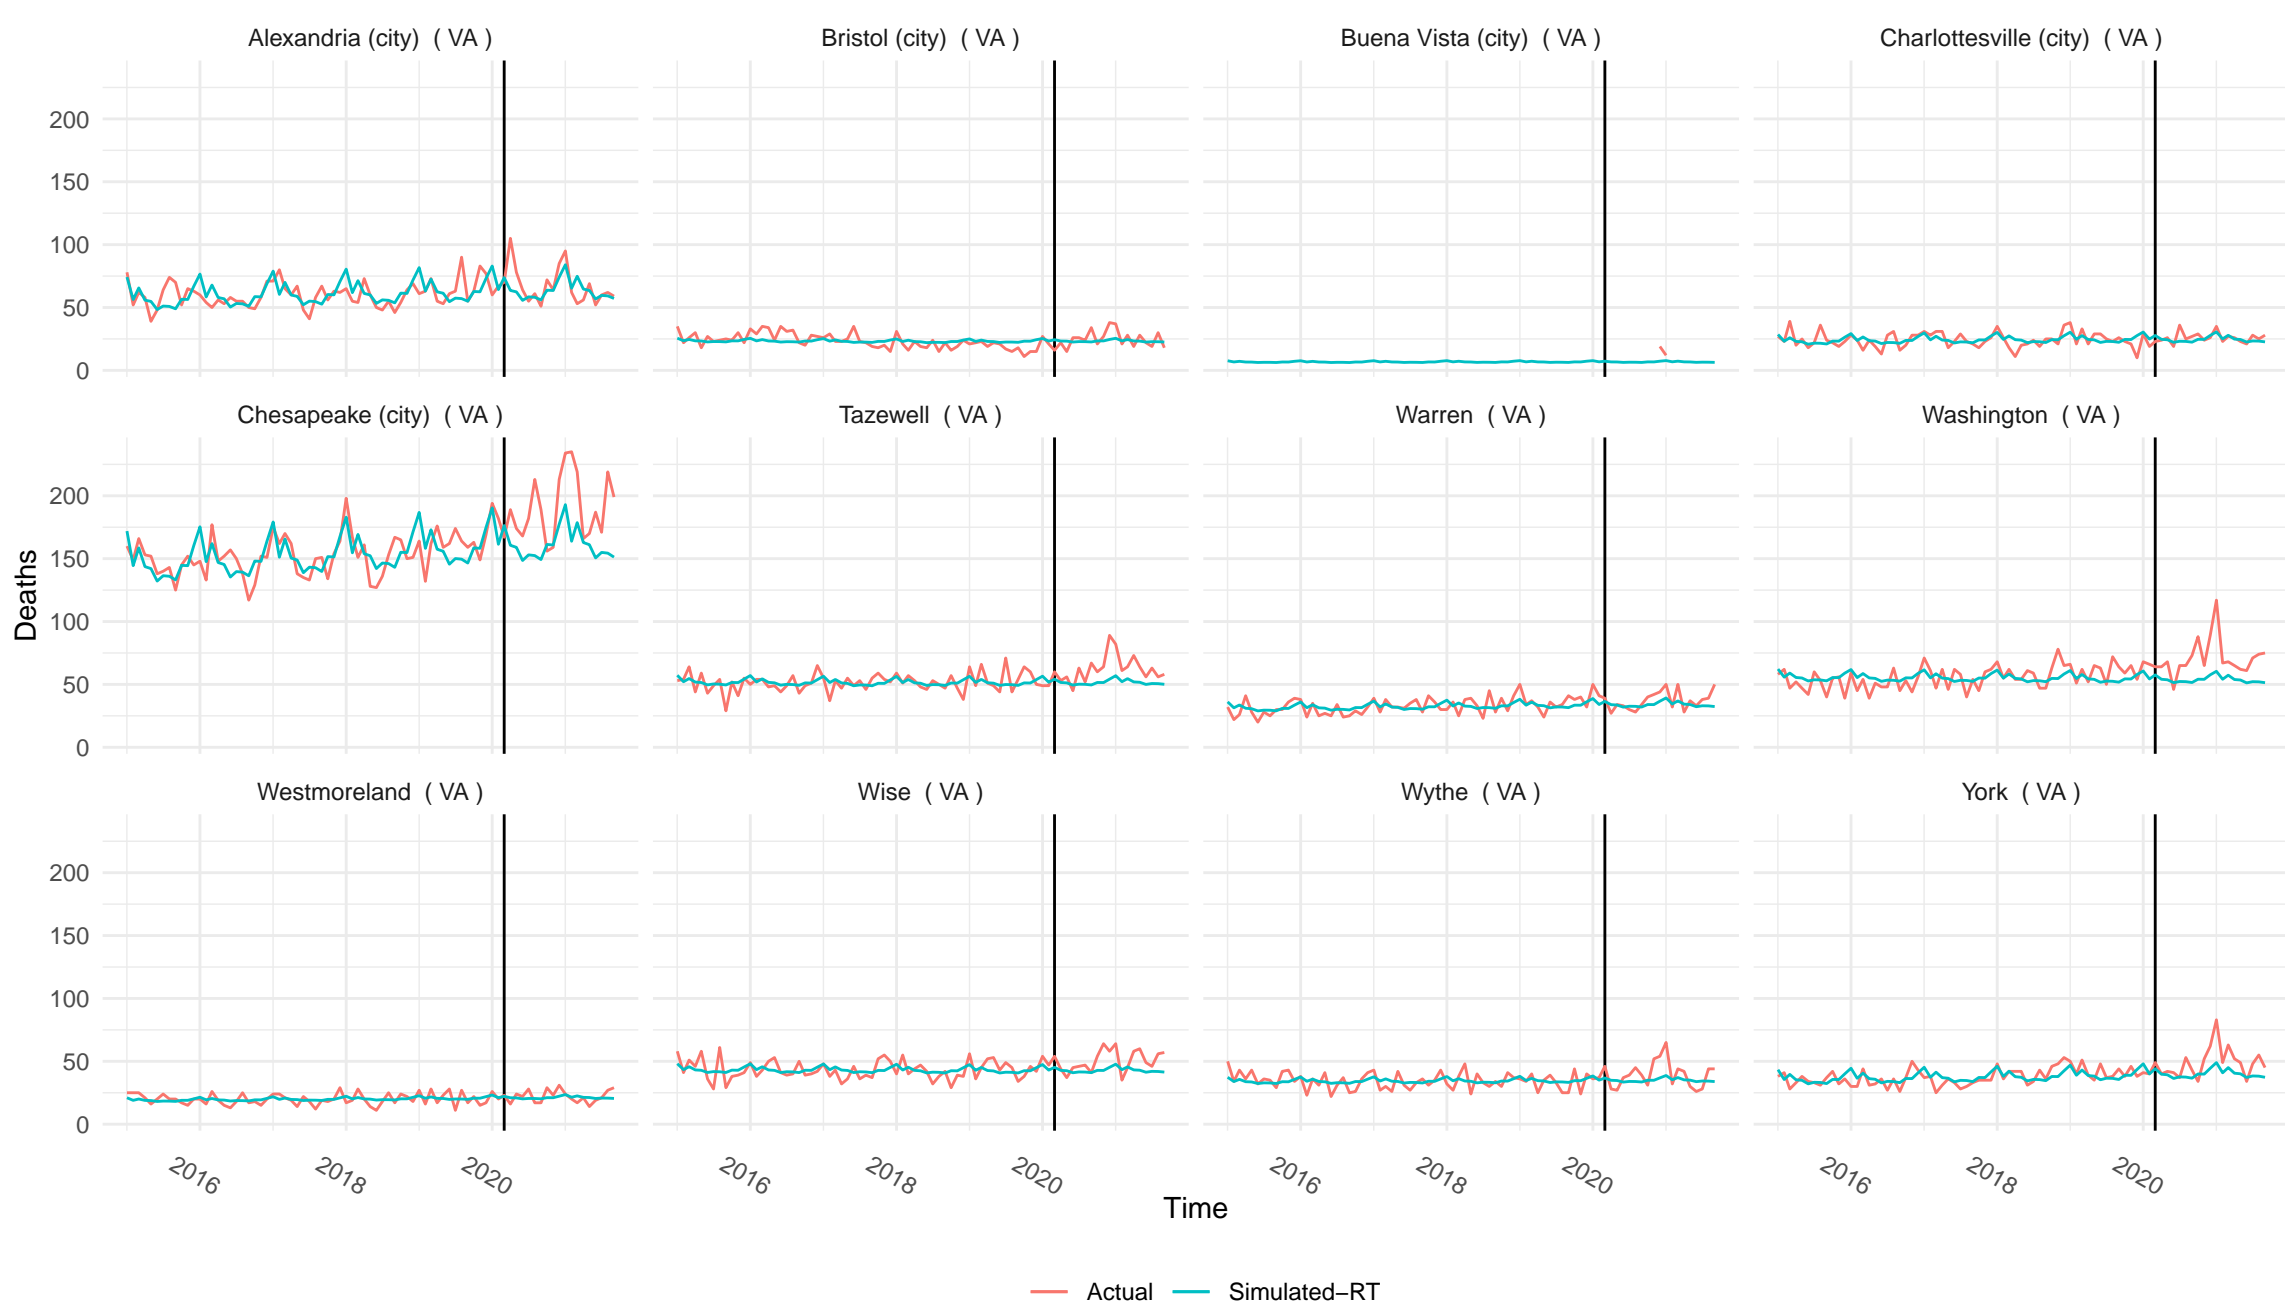 Alexandria (city)  ( VA )
Bristol (city)  ( VA )
Buena Vista (city)  ( VA )
Charlottesville (city)  ( VA )
200
150
100
50
0
Chesapeake (city)  ( VA )
Tazewell  ( VA )
Warren  ( VA )
Washington  ( VA )
200
150
100
50
0
Deaths
Westmoreland  ( VA )
Wise  ( VA )
Wythe  ( VA )
York  ( VA )
200
150
100
50
0
2016 2018 2020
2016 2018 2020
2016 2018 2020
2016 2018 2020
Time
Actual
Simulated−RT